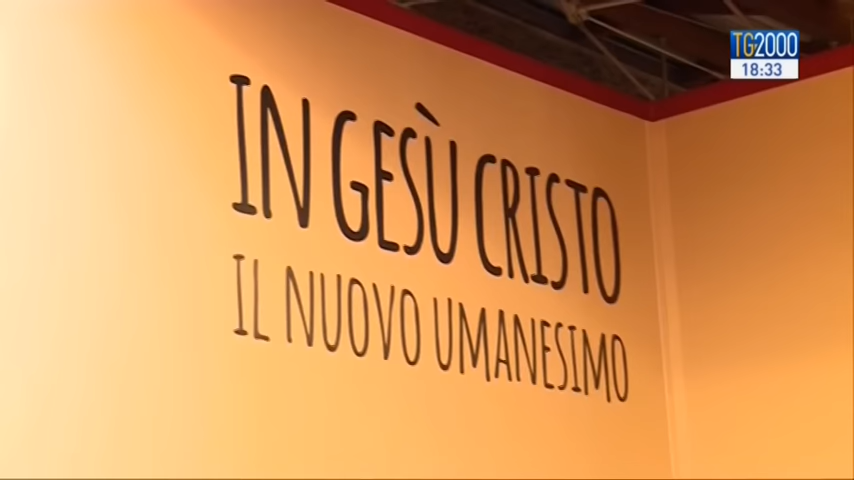 TG2000
18:33
IN GESÙ CRISTO
IL NUOVO UMANESIMO